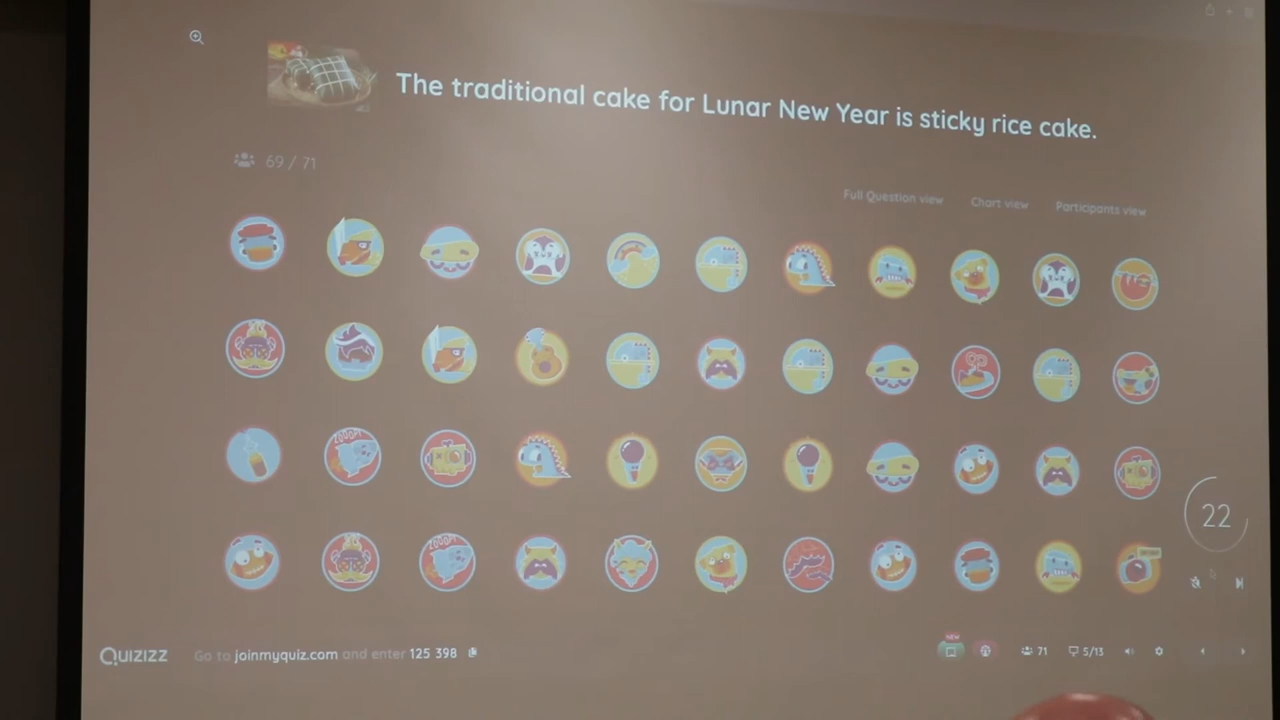 The traditional cake for Lunar New Year is sticky rice cake.
69 / 71
Full Question view Chart view Participants view
ZOOOM
22
ZOOOM
QUIZIZZ Go to joinmyquiz.com and enter 125 398
NEW
71 5/13